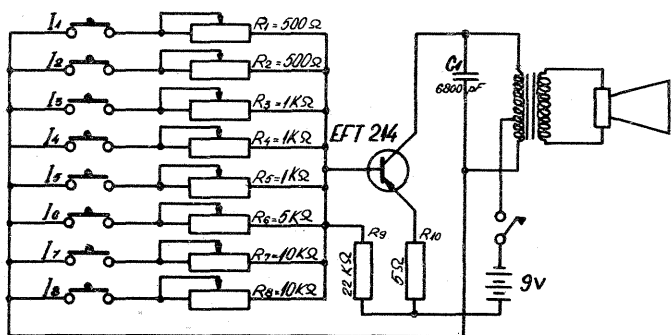 I1 R1=500Ω
I2 R2=500Ω
I3 R3=1KΩ
I4 R4=1KΩ
I5 R5=1KΩ
I6 R6=5KΩ
I7 R7=10KΩ
I8 R8=10KΩ
EFT 214
C1
6800pF
R9
22KΩ
R10
5Ω
9V